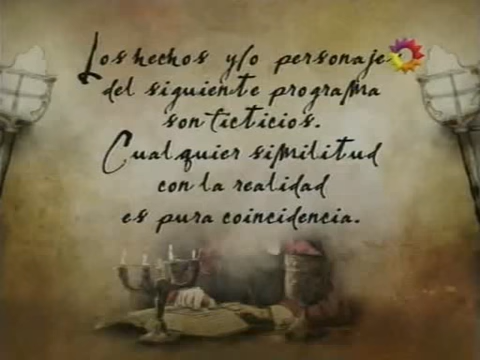 Los hechos y/o personajes
del siguiente programa
son ficticios.
Cualquier similitud
con la realidad
es pura coincidencia.